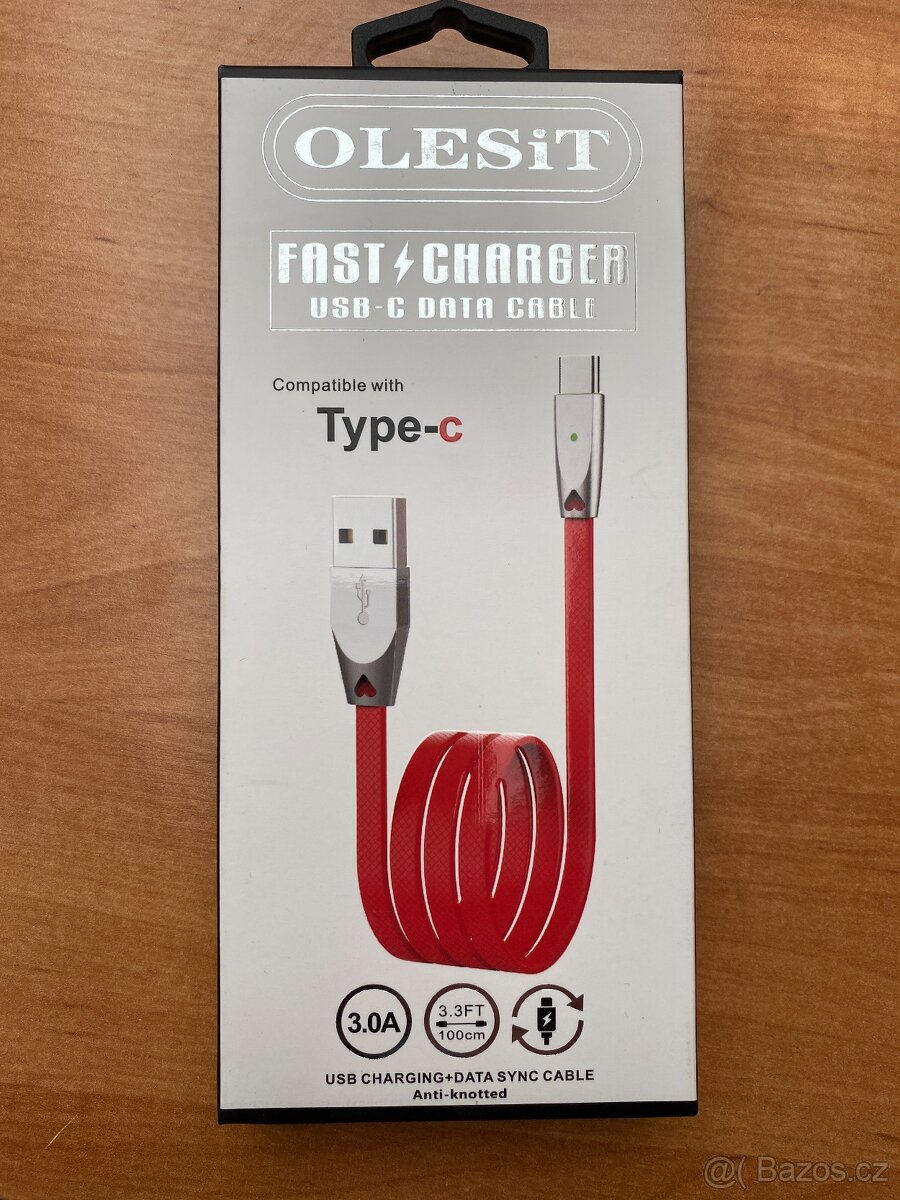 OLESiT
FAST CHARGER
USB-C DATA CABLE
Compatible with
Type-c
3.0A
3.3FT
100cm
USB CHARGING+DATA SYNC CABLE
Anti-knotted
@( Bazos.cz